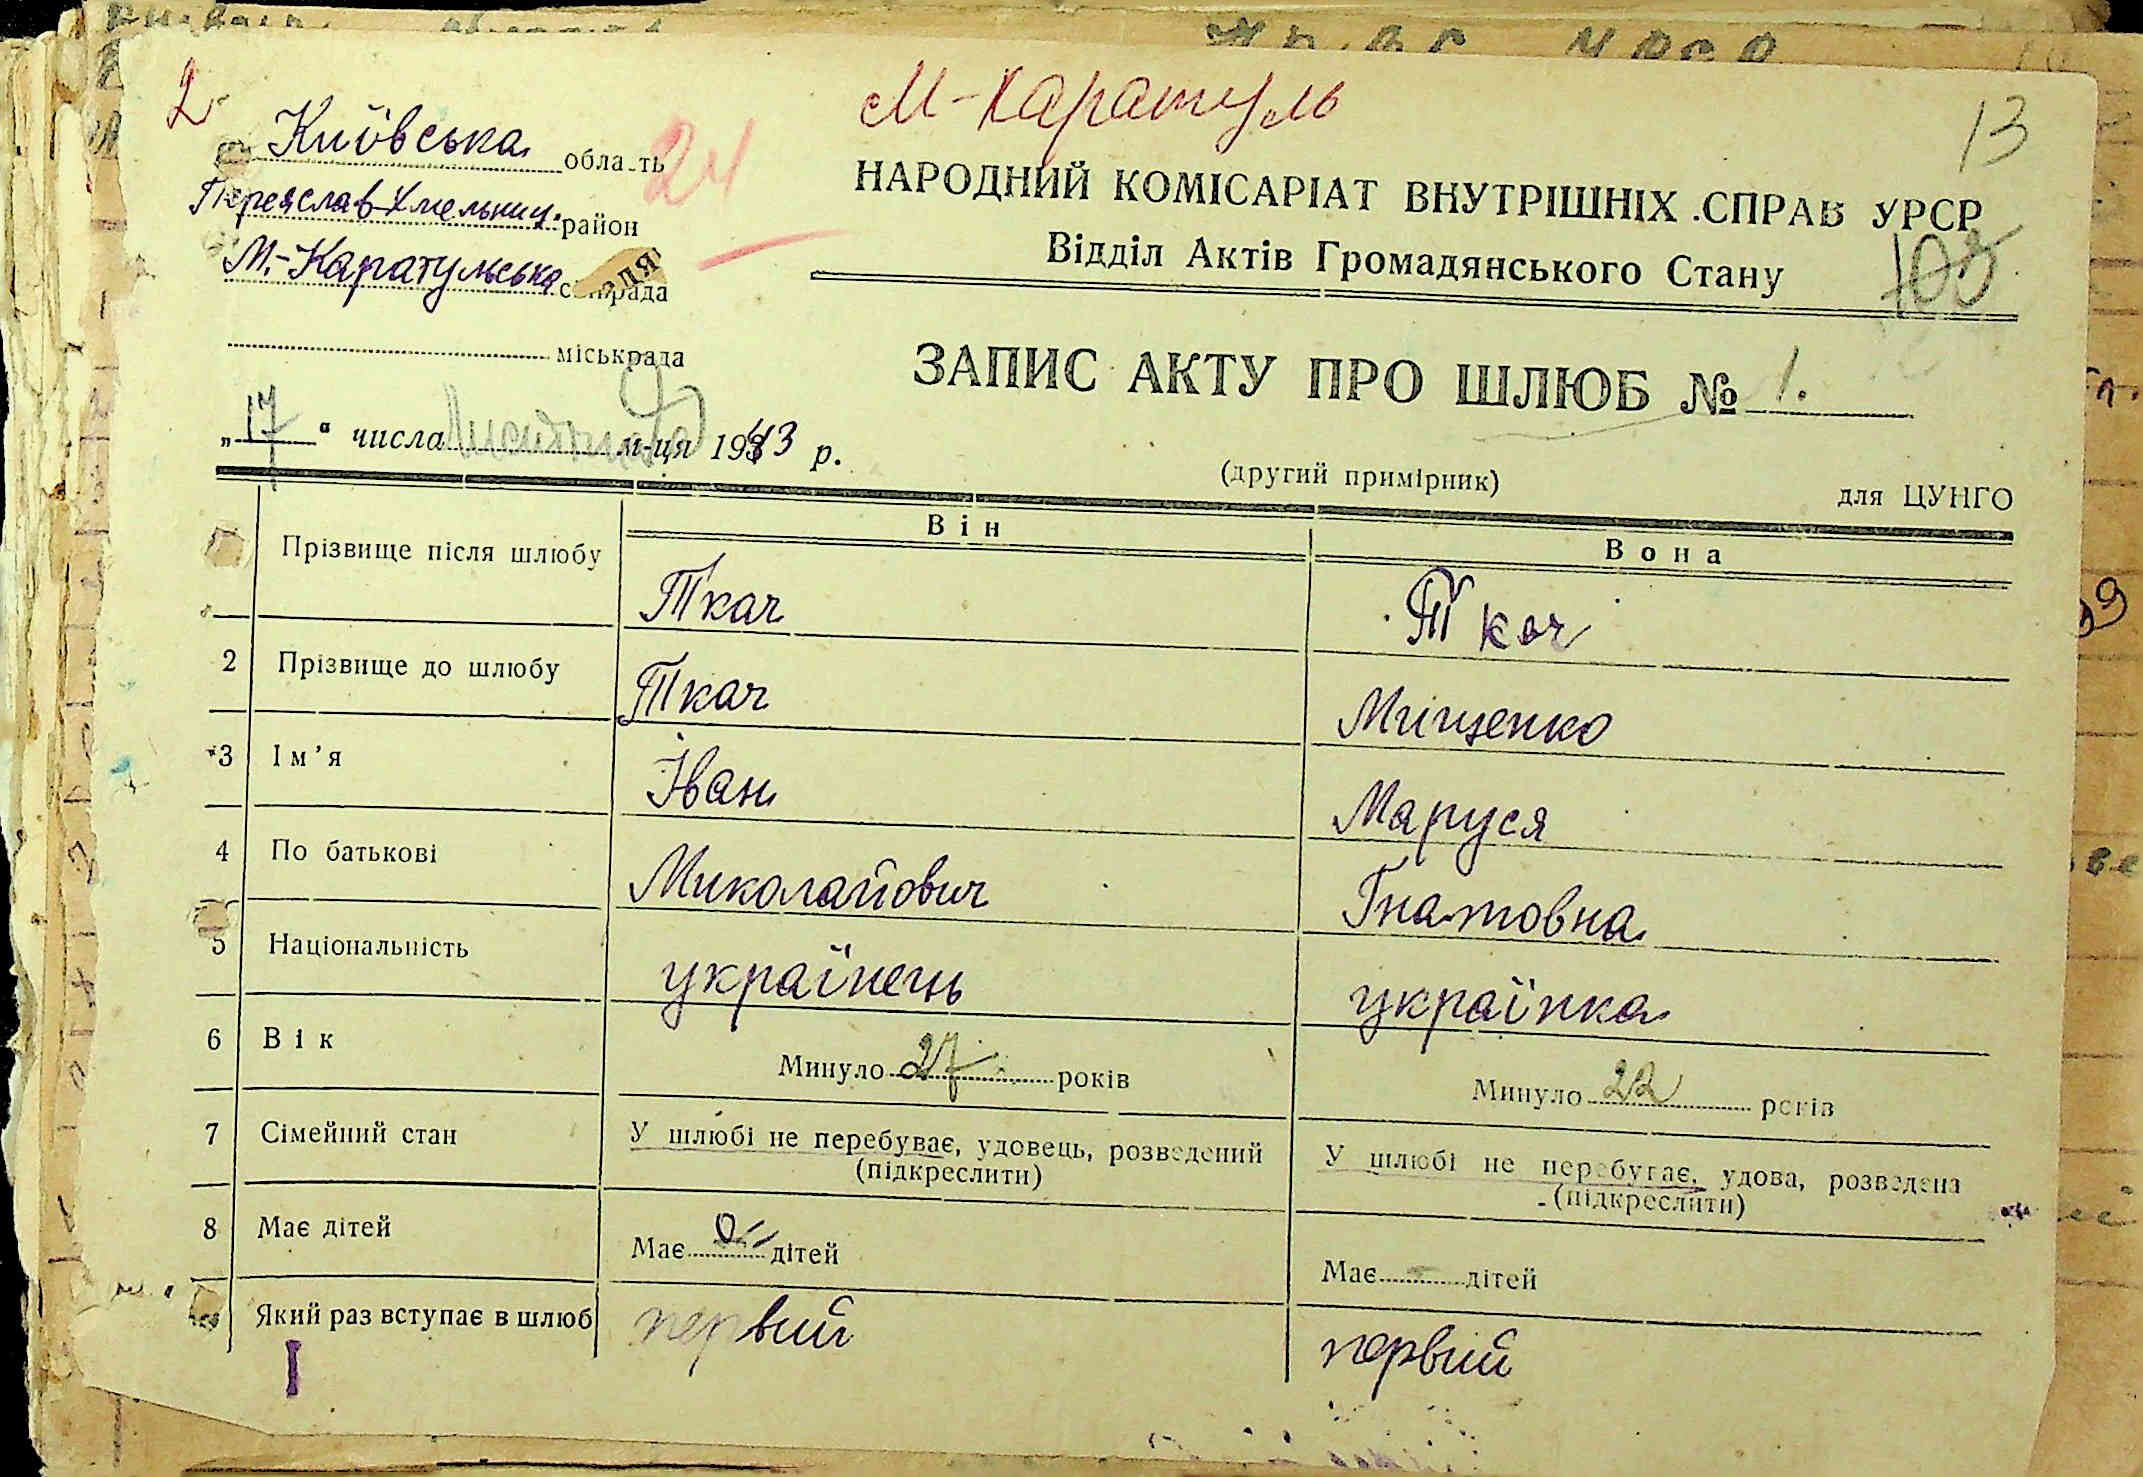 2
М-Каратуль
13
Київська область
24
Переяслав-Хмельниц. район
М.-Каратульська сільрада
міськрада
НАРОДНИЙ КОМІСАРІАТ ВНУТРІШНІХ СПРАВ УРСР
Відділ Актів Громадянського Стану
103
ЗАПИС АКТУ ПРО ШЛЮБ № 1.
„17“ числа Листопада м-ця 1943 р.
(другий примірник)
для ЦУНГО
Він
Вона
Прізвище після шлюбу Ткач Ткач
2 Прізвище до шлюбу Ткач Мищенко
3 Ім'я Іван Маруся
4 По батькові Миколайович Гнатовна
5 Національність українець українка
6 Вік Минуло 27 років Минуло 22 років
7 Сімейний стан У шлюбі не перебуває, удовець, розведений У шлюбі не перебуває, удова, розведена
(підкреслити) (підкреслити)
8 Має дітей Має дітей Має - дітей
Який раз вступає в шлюб первий первий